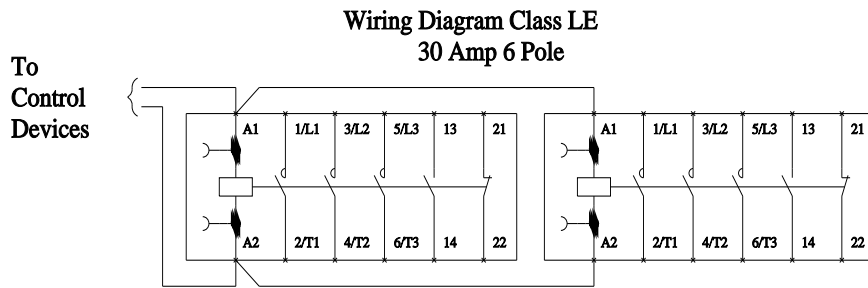 Wiring Diagram Class LE
30 Amp 6 Pole
To
Control
Devices
A1 1/L1 3/L2 5/L3 13 21
A2 2/T1 4/T2 6/T3 14 22
A1 1/L1 3/L2 5/L3 13 21
A2 2/T1 4/T2 6/T3 14 22